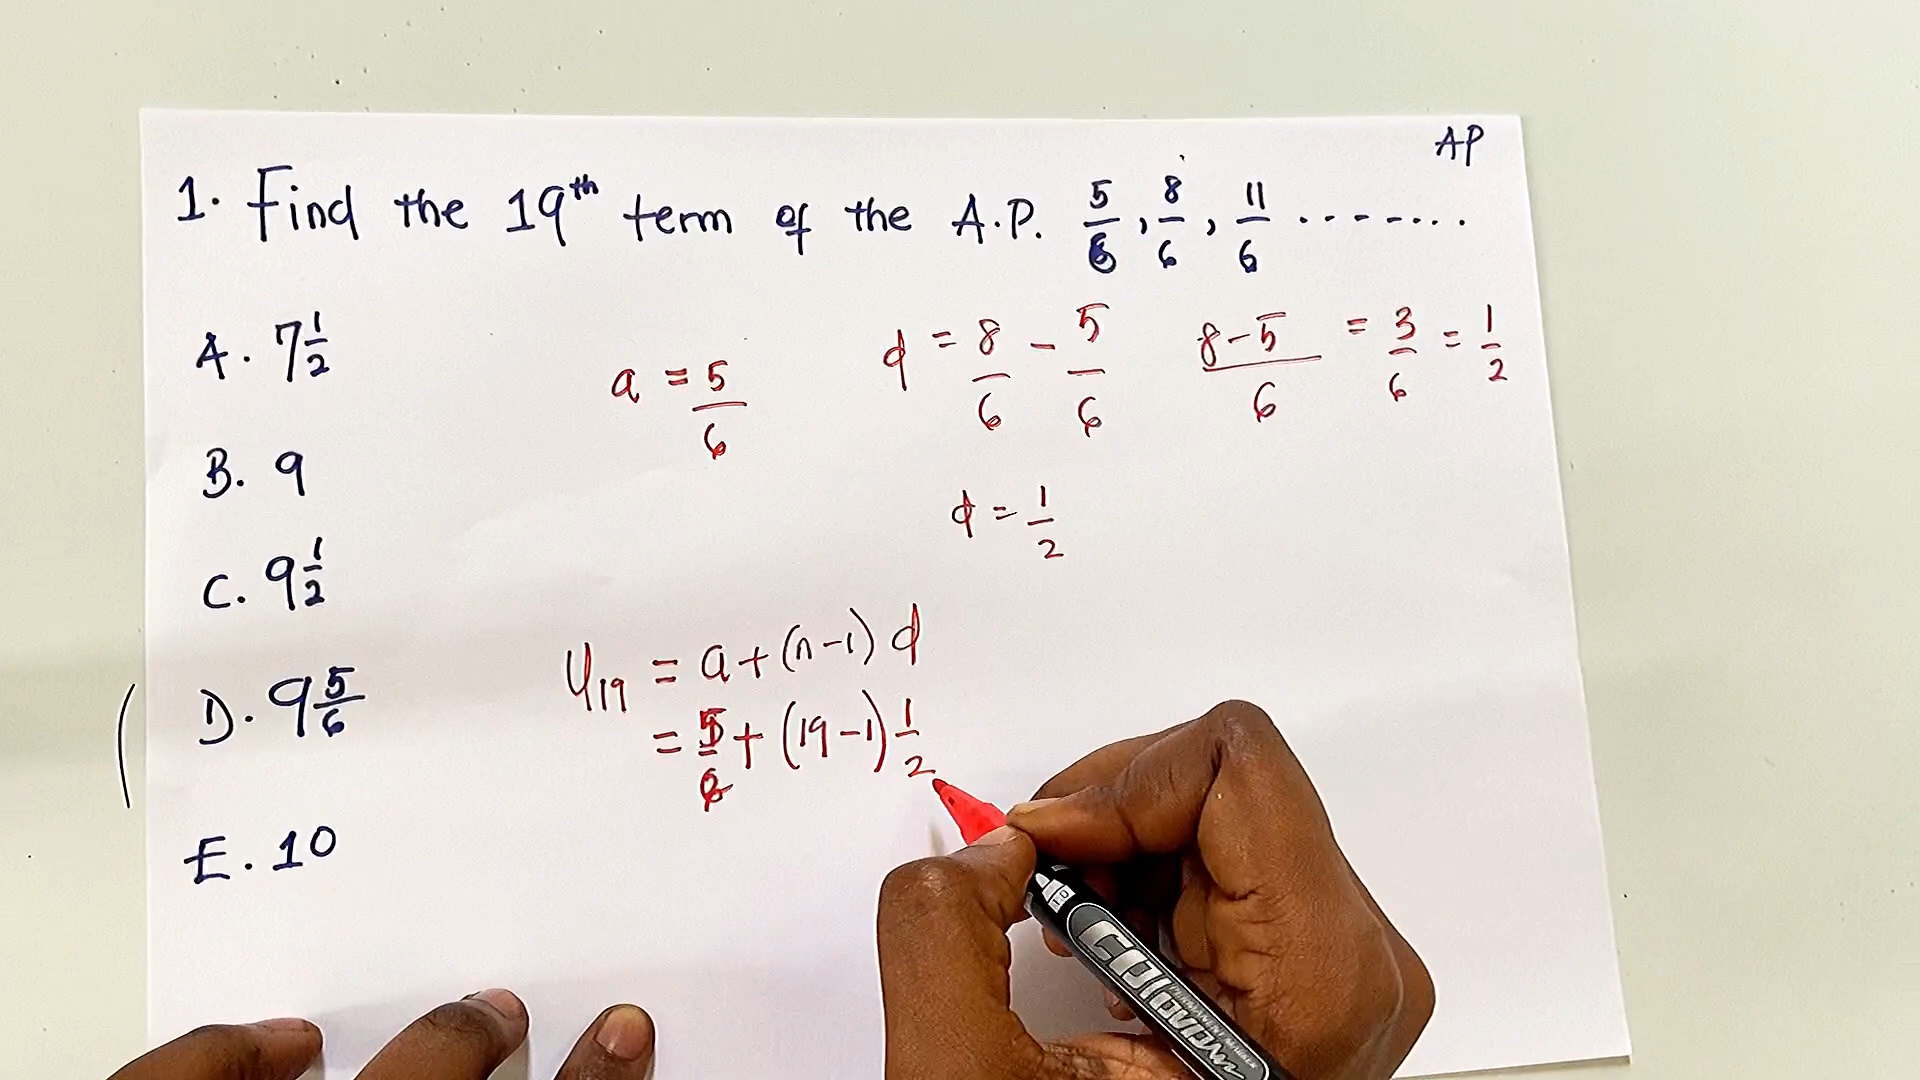 AP
1. Find the 19th term of the A.P. 5/6, 8/6, 11/6 ........
A. 7 1/2
B. 9
C. 9 1/2
D. 9 5/6
E. 10
a = 5/6
d = 8/6 - 5/6
8-5/6 = 3/6 = 1/2
d = 1/2
U19 = a + (n-1) d
= 5/6 + (19-1) 1/2
1.0